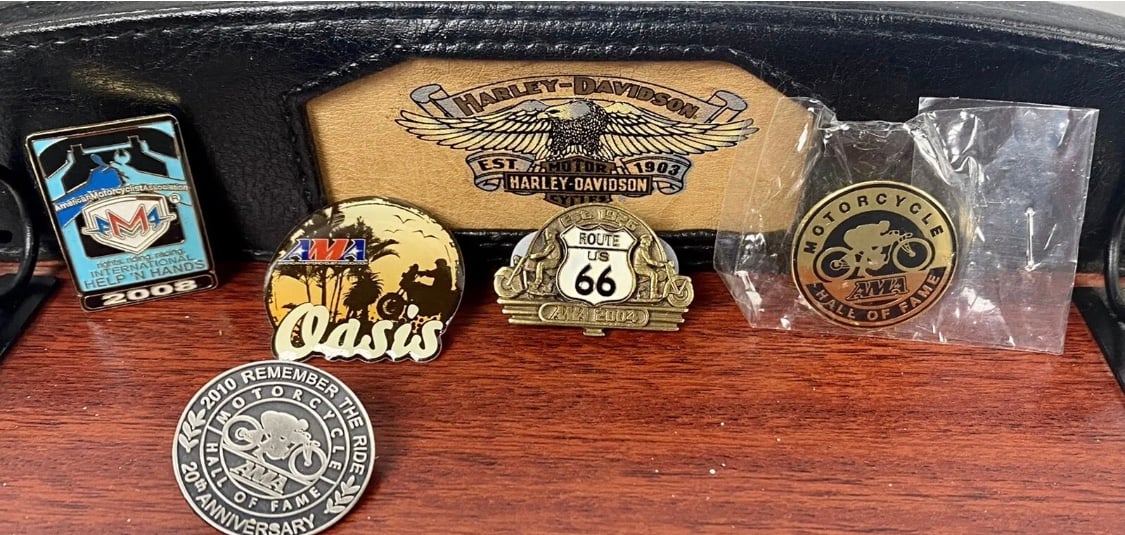 HARLEY-DAVIDSON
EST MOTOR 1903
HARLEY-DAVIDSON
CYCLES
American Motorcyclist Association
AMA ®
rights. riding. racing.
INTERNATIONAL
HELP 'N HANDS
2008
AMA
Oasis
ROUTE
US
66
AMA 2004
MOTORCYCLE
AMA
HALL OF FAME
2010 REMEMBER THE RIDE
MOTORCYCLE
AMA
HALL OF FAME
20th ANNIVERSARY